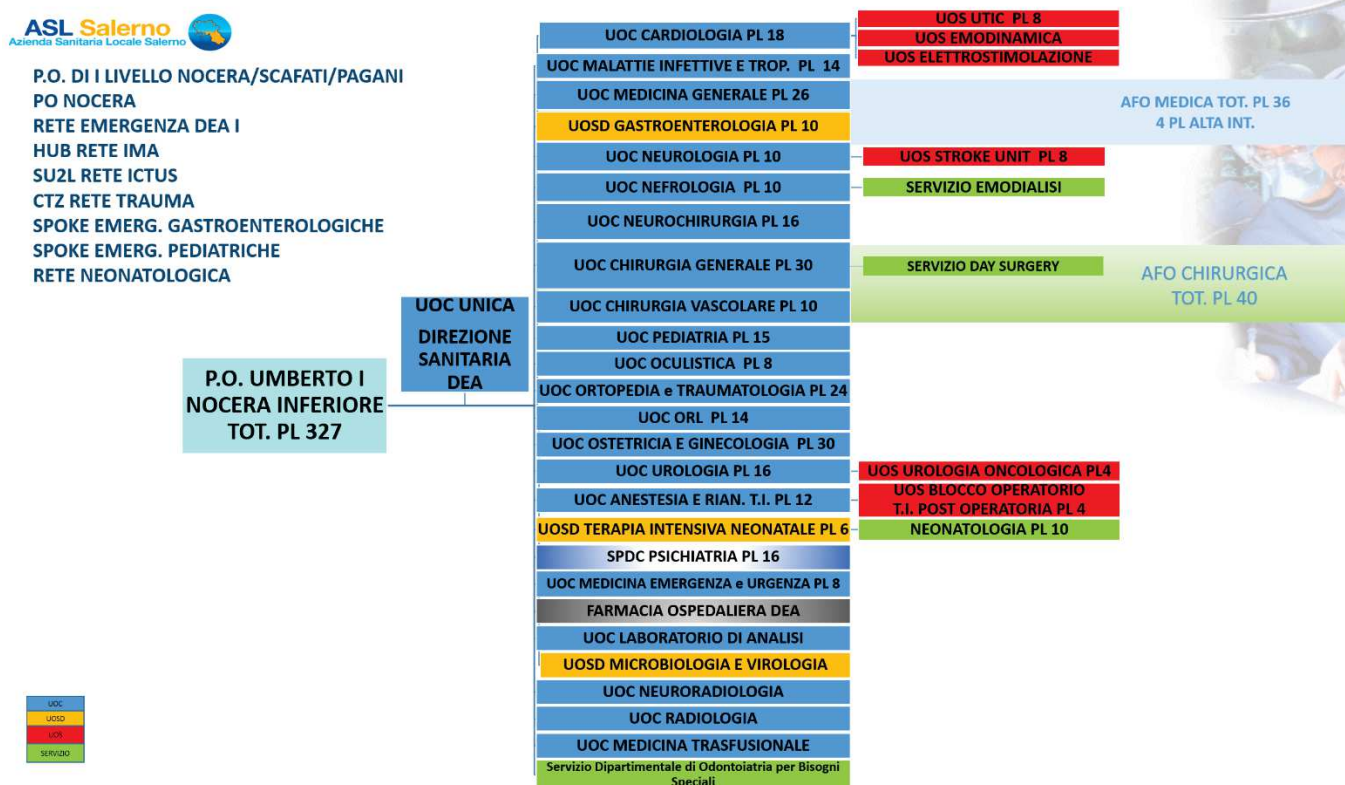 ASL Salerno
Azienda Sanitaria Locale Salerno
P.O. DI I LIVELLO NOCERA/SCAFATI/PAGANI
PO NOCERA
RETE EMERGENZA DEA I
HUB RETE IMA
SU2L RETE ICTUS
CTZ RETE TRAUMA
SPOKE EMERG. GASTROENTEROLOGICHE
SPOKE EMERG. PEDIATRICHE
RETE NEONATOLOGICA
P.O. UMBERTO I
NOCERA INFERIORE
TOT. PL 327
UOC UNICA
DIREZIONE
SANITARIA
DEA
UOC CARDIOLOGIA PL 18
UOS UTIC PL 8
UOS EMODINAMICA
UOS ELETTROSTIMOLAZIONE
UOC MALATTIE INFETTIVE E TROP. PL 14
UOC MEDICINA GENERALE PL 26
UOSD GASTROENTEROLOGIA PL 10
AFO MEDICA TOT. PL 36
4 PL ALTA INT.
UOC NEUROLOGIA PL 10
UOS STROKE UNIT PL 8
UOC NEFROLOGIA PL 10
SERVIZIO EMODIALISI
UOC NEUROCHIRURGIA PL 16
UOC CHIRURGIA GENERALE PL 30
SERVIZIO DAY SURGERY
AFO CHIRURGICA
TOT. PL 40
UOC CHIRURGIA VASCOLARE PL 10
UOC PEDIATRIA PL 15
UOC OCULISTICA PL 8
UOC ORTOPEDIA e TRAUMATOLOGIA PL 24
UOC ORL PL 14
UOC OSTETRICIA E GINECOLOGIA PL 30
UOC UROLOGIA PL 16
UOS UROLOGIA ONCOLOGICA PL4
UOC ANESTESIA E RIAN. T.I. PL 12
UOS BLOCCO OPERATORIO
T.I. POST OPERATORIA PL 4
UOSD TERAPIA INTENSIVA NEONATALE PL 6
NEONATOLOGIA PL 10
SPDC PSICHIATRIA PL 16
UOC MEDICINA EMERGENZA e URGENZA PL 8
FARMACIA OSPEDALIERA DEA
UOC LABORATORIO DI ANALISI
UOSD MICROBIOLOGIA E VIROLOGIA
UOC NEURORADIOLOGIA
UOC RADIOLOGIA
UOC MEDICINA TRASFUSIONALE
Servizio Dipartimentale di Odontoiatria per Bisogni
Speciali
UOC
UOSD
UOS
SERVIZIO